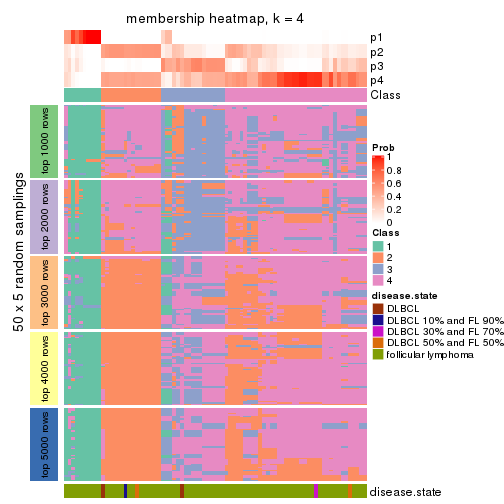 membership heatmap, k = 4
p1
p2
p3
p4
Class
50 x 5 random samplings
top 1000 rows
top 2000 rows
top 3000 rows
top 4000 rows
top 5000 rows
disease.state
Prob
1
0.8
0.6
0.4
0.2
0
Class
1
2
3
4
disease.state
DLBCL
DLBCL 10% and FL 90%
DLBCL 30% and FL 70%
DLBCL 50% and FL 50%
follicular lymphoma